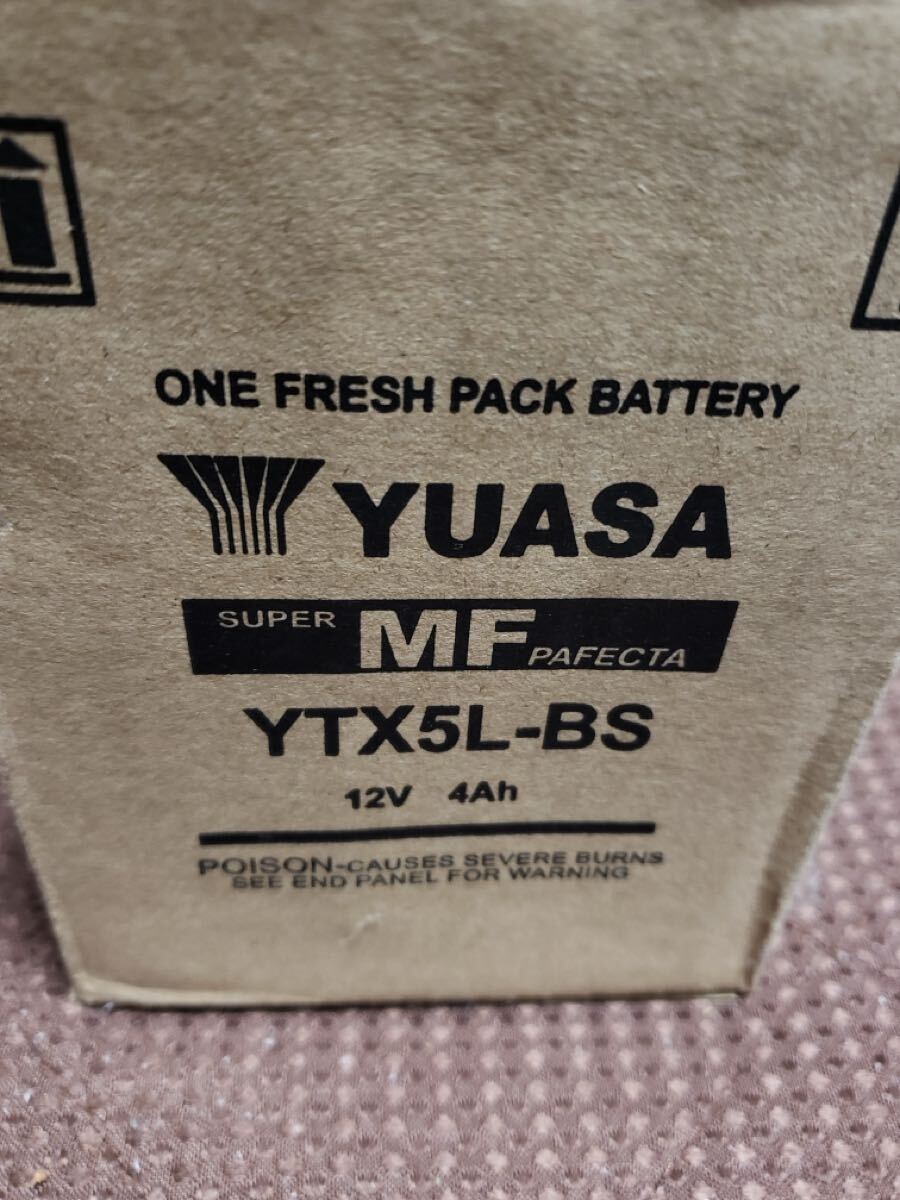 ONE FRESH PACK BATTERY
YUASA
SUPER MF PAFECTA
YTX5L-BS
12V 4Ah
POISON-CAUSES SEVERE BURNS
SEE END PANEL FOR WARNING